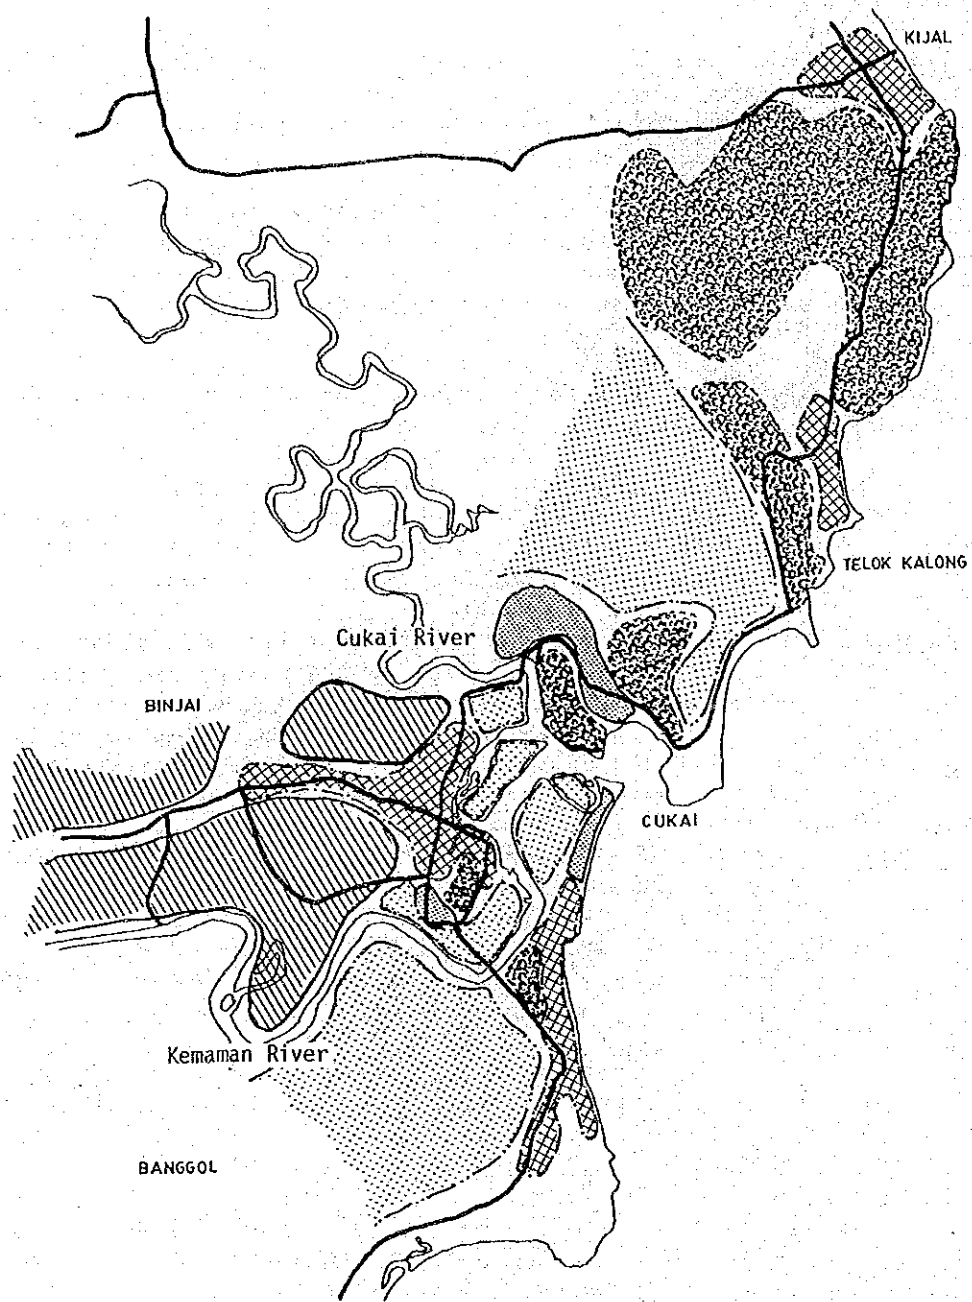 KIJAL
TELOK KALONG
Cukai River
BINJAI
CUKAI
Kemaman River
BANGGOL